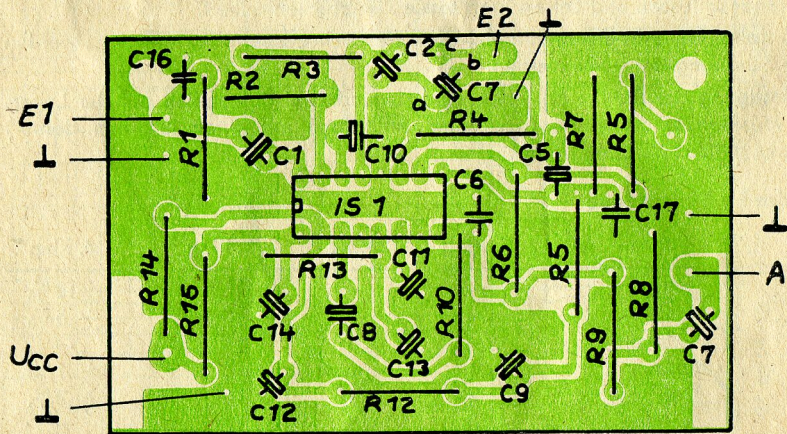 E2 ⊥
C16 C2 c
R2 R3 b
a C7
E1 R4 R7 R5
⊥ R1 C1 C10 C5
IS 1 C6 C17 ⊥
R14 R15 R13 C11 R10 R6 R5 A
C14 C8 R9 R8
UCC C13 C7
⊥ C12 R12 C9